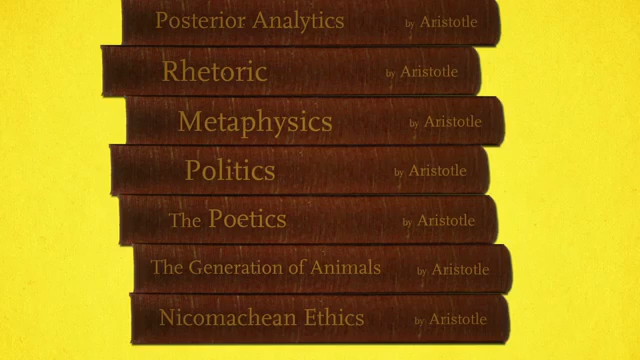 Posterior Analytics by Aristotle
Rhetoric by Aristotle
Metaphysics by Aristotle
Politics by Aristotle
The Poetics by Aristotle
The Generation of Animals by Aristotle
Nicomachean Ethics by Aristotle